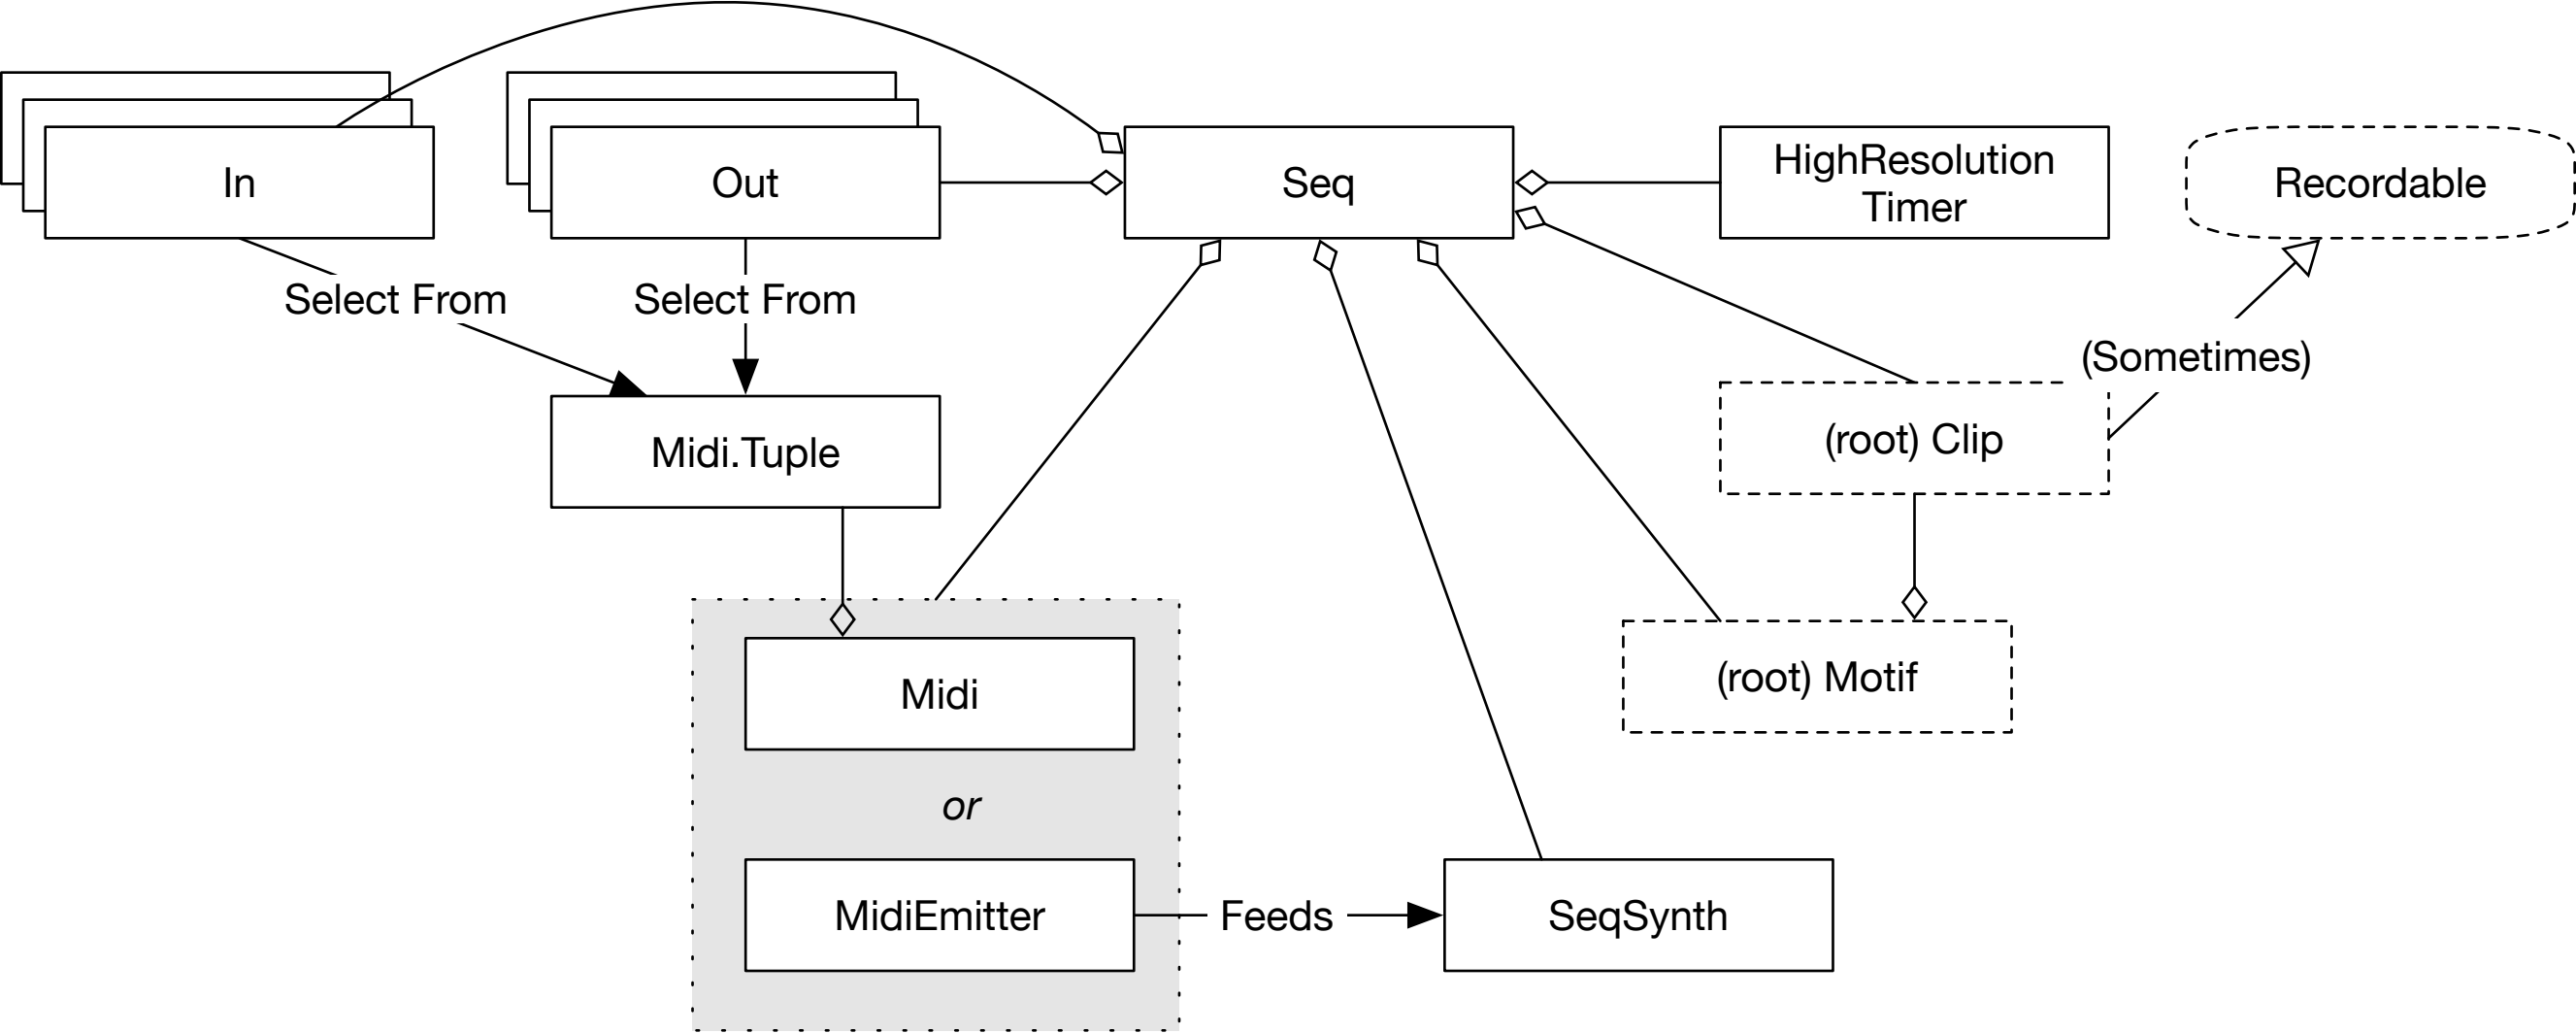 In
Out
Seq
HighResolution
Timer
Recordable
Select From
Select From
(Sometimes)
(root) Clip
Midi.Tuple
(root) Motif
Midi
or
MidiEmitter
Feeds
SeqSynth